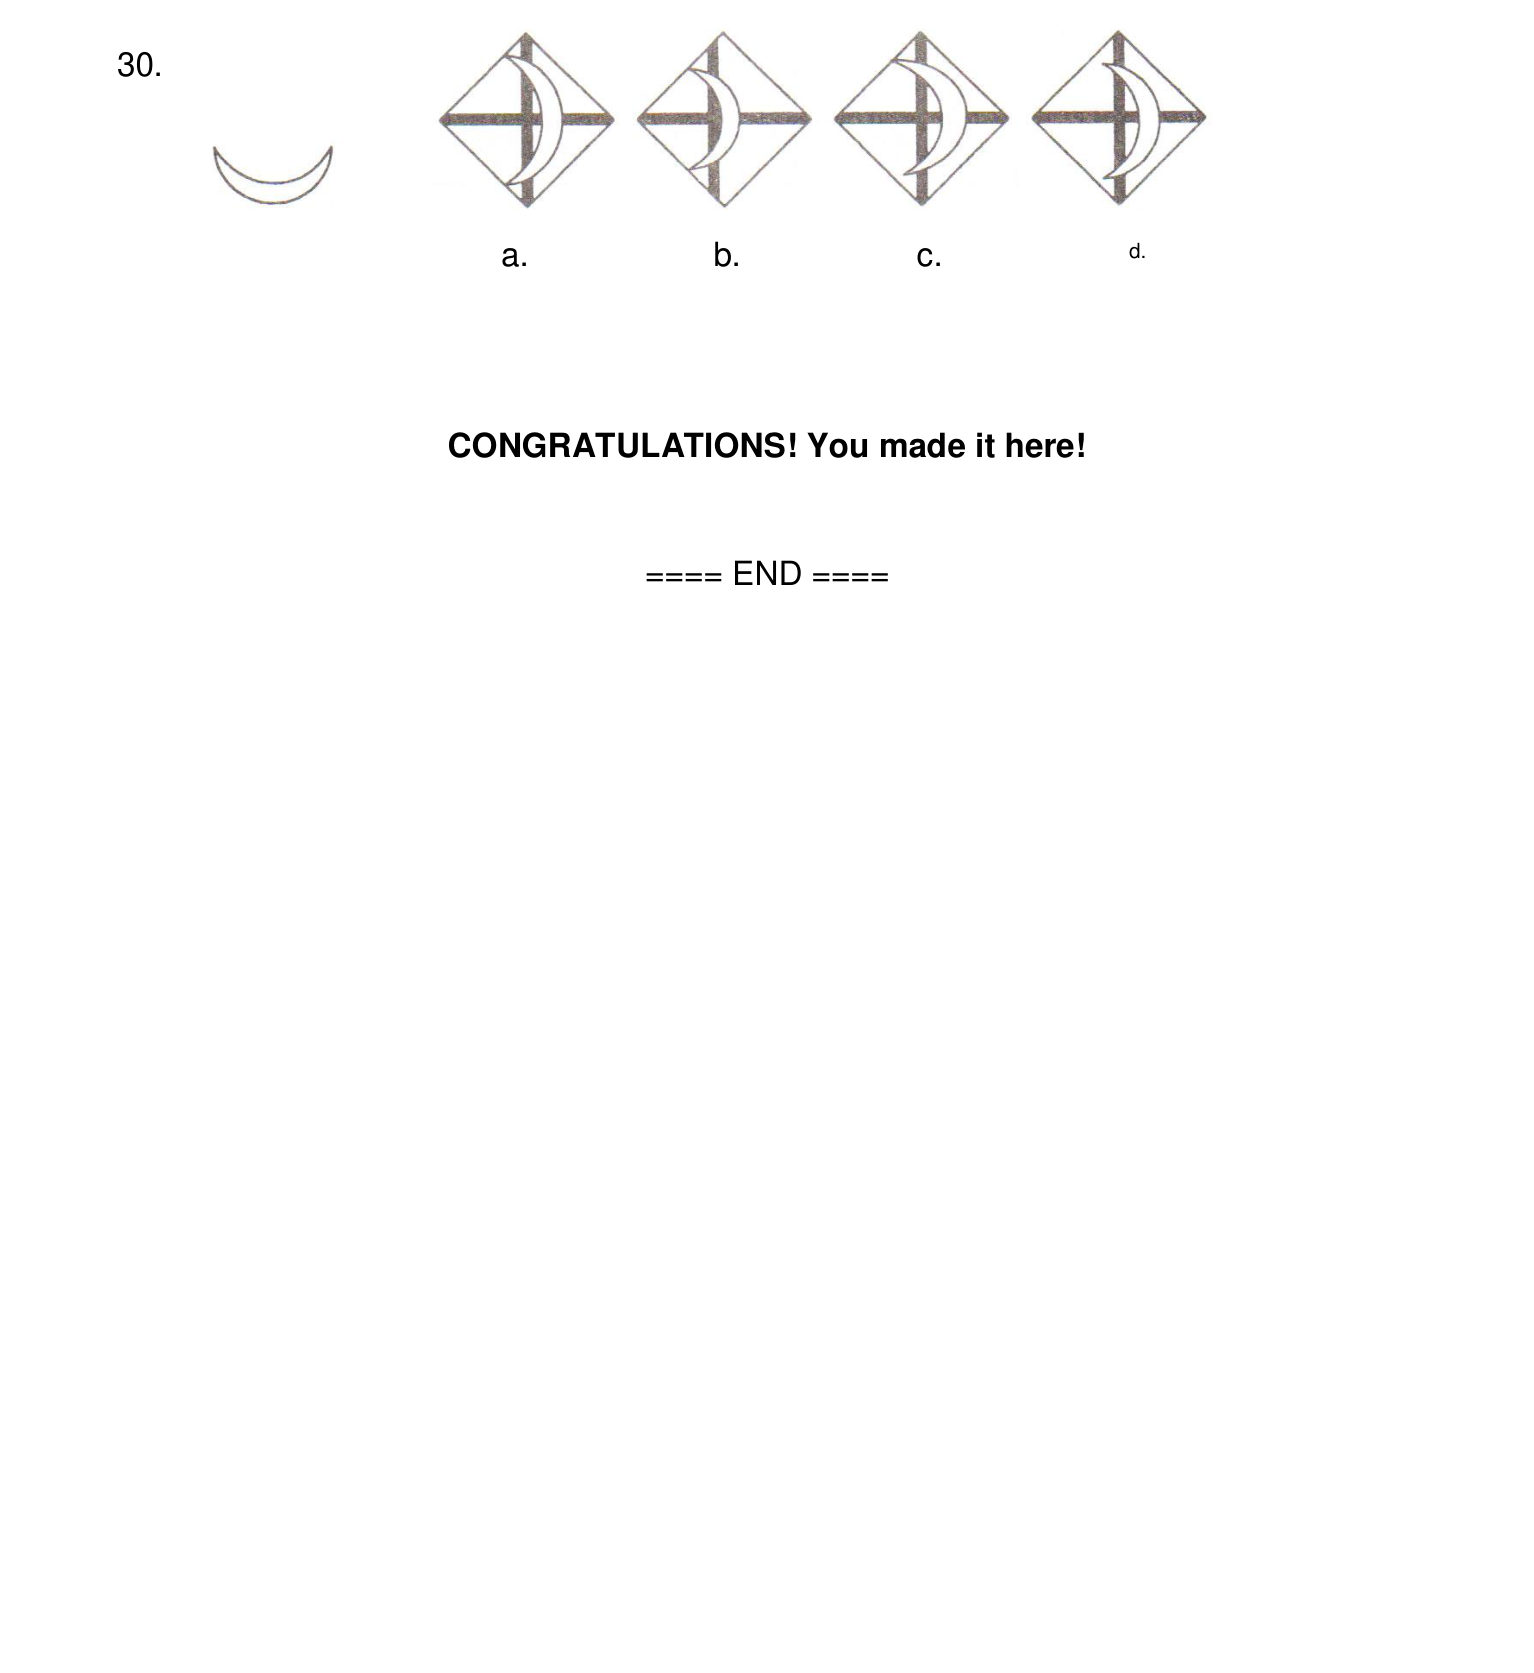 30.
a. b. c. d.
CONGRATULATIONS! You made it here!
==== END ====